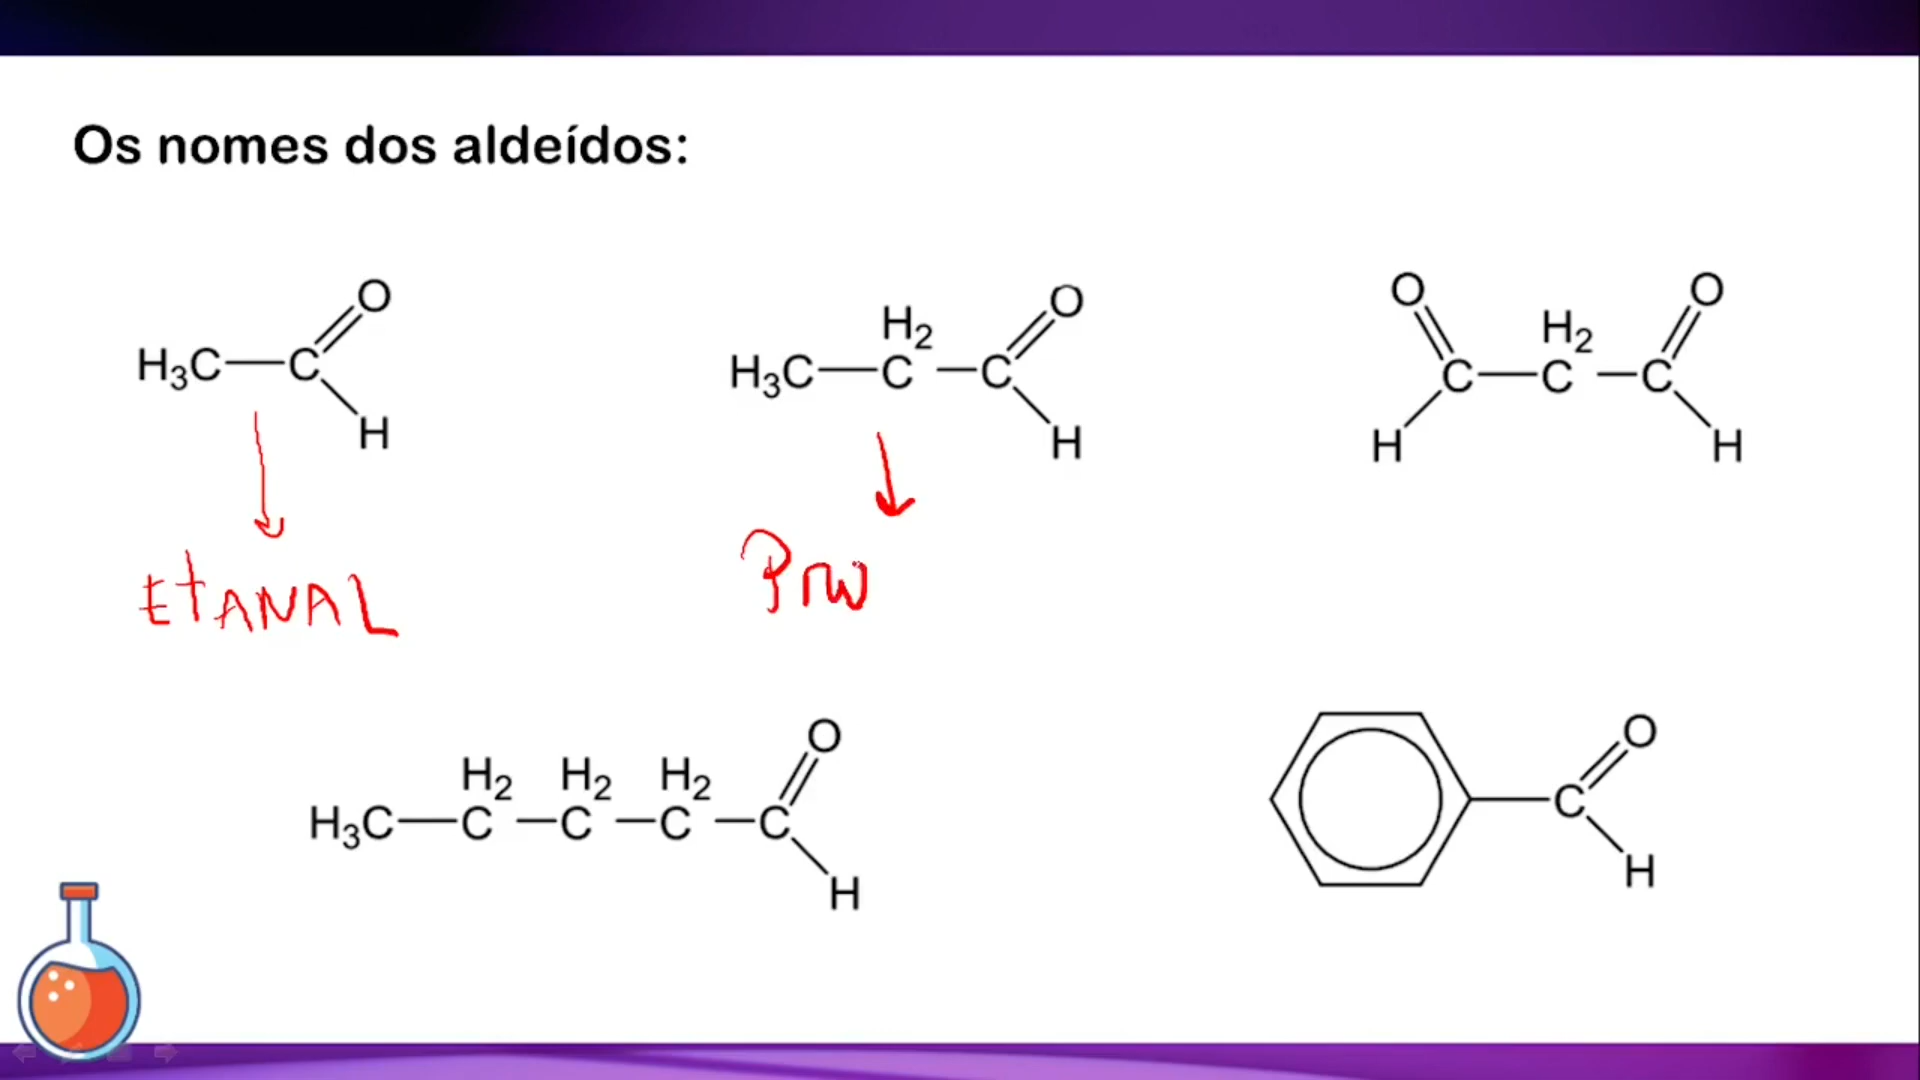 Os nomes dos aldeídos:
O
H₃C C
H
H₂ O
H₃C C C
H
O H₂ O
C C C
H H
ETANAL
Pro
H₂ H₂ H₂ O
H₃C C C C C
H
O
C
H